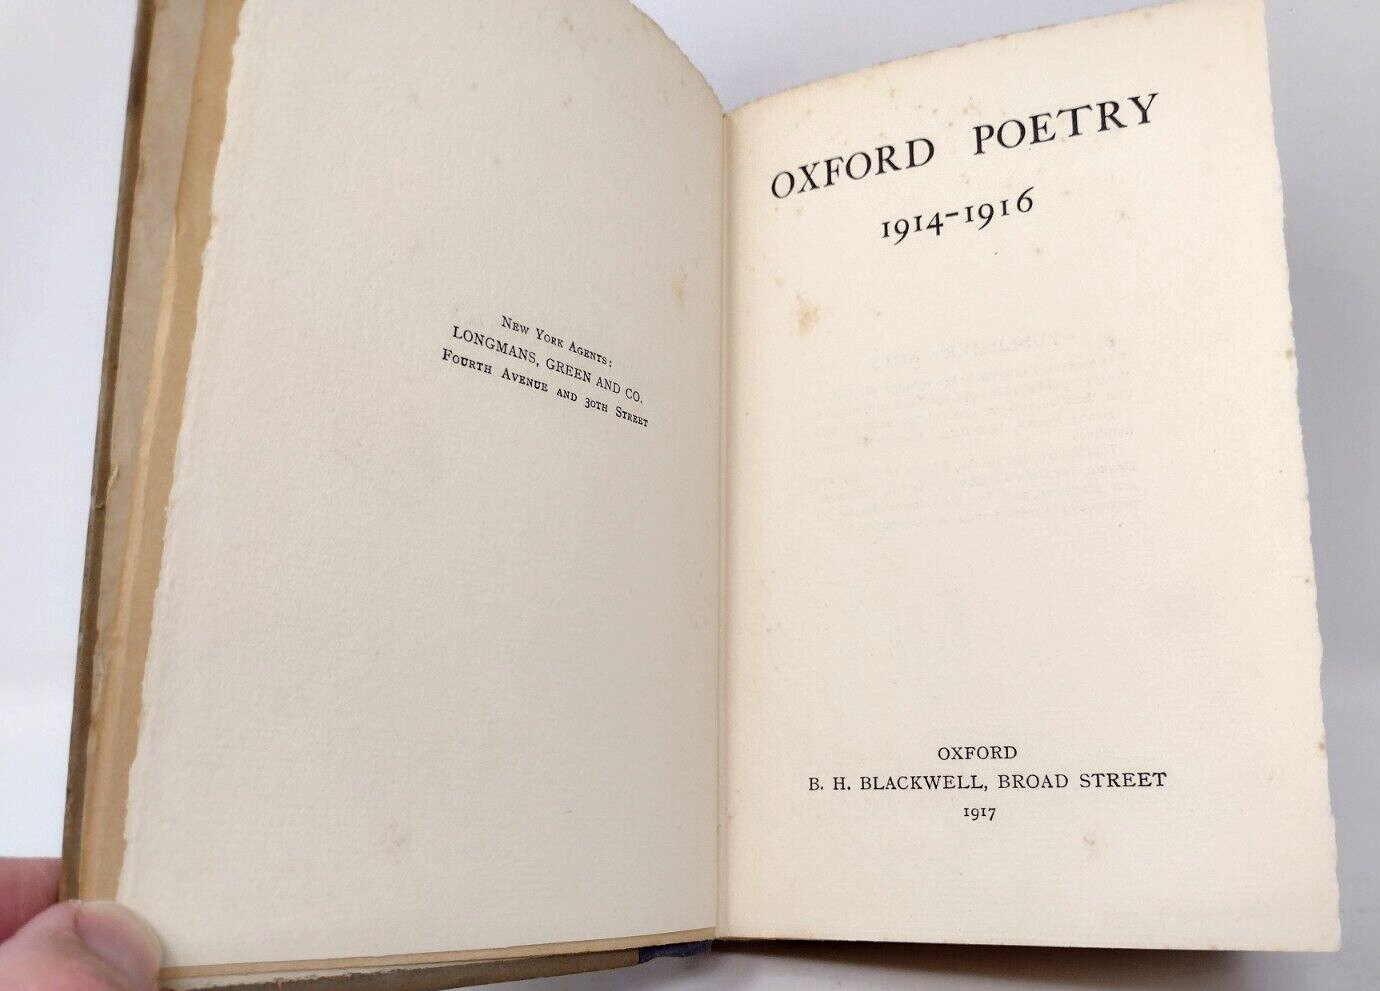 New York Agents:
LONGMANS, GREEN AND CO.
Fourth Avenue and 30th Street
OXFORD POETRY
1914-1916
OXFORD
B. H. BLACKWELL, BROAD STREET
1917